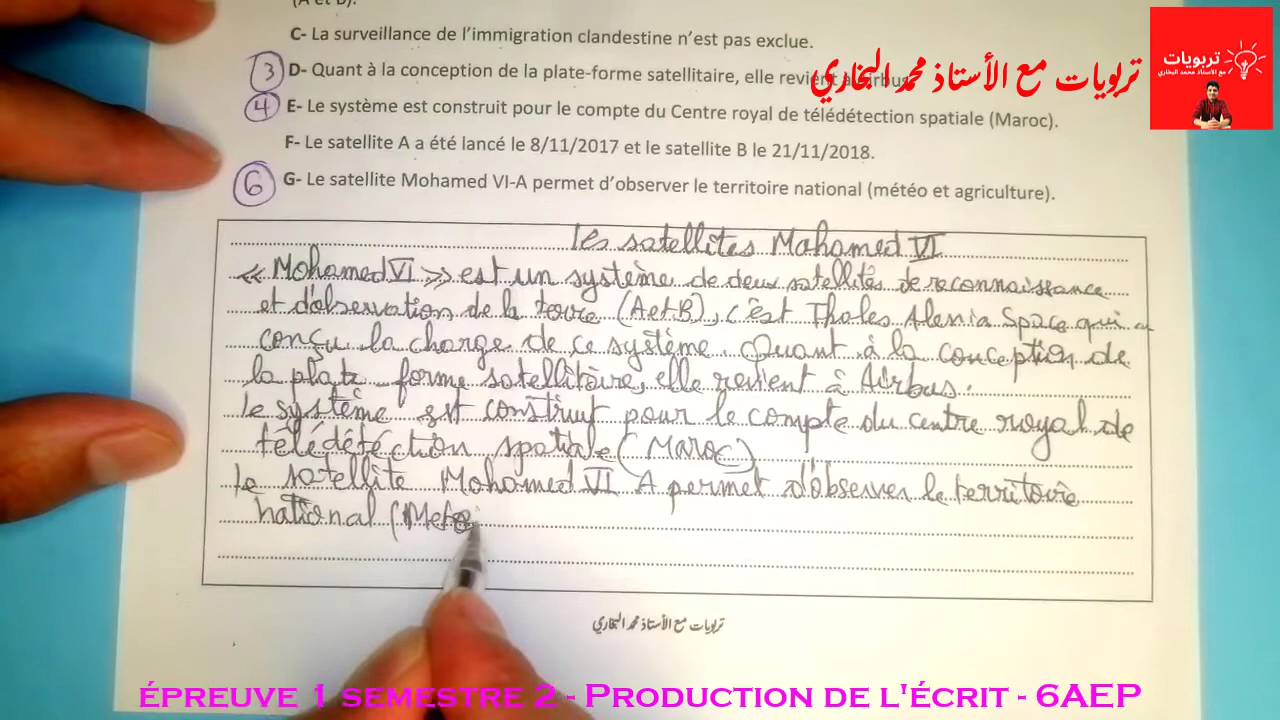 (A et B).
C- La surveillance de l'immigration clandestine n'est pas exclue.
3 D- Quant à la conception de la plate-forme satellitaire, elle revient à Airbus
تربويات مع الأستاذ محمد البخاري
تربويات
مع الأستاذ محمد البخاري
4 E- Le système est construit pour le compte du Centre royal de télédétection spatiale (Maroc).
F- Le satellite A a été lancé le 8/11/2017 et le satellite B le 21/11/2018.
6 G- Le satellite Mohamed VI-A permet d'observer le territoire national (météo et agriculture).
les satellites Mohamed VI
« Mohamed VI » est un système de deux satellites de reconnaissance
et d'observation de la terre (A et B), c'est Thales Alenia Space qui a
conçu la charge de ce système. Quant à la conception de
la plate-forme satellitaire, elle revient à Airbus.
le système est construit pour le compte du centre royal de
télédétéction spatiale (Maroc)
le satellite Mohamed VI A permet d'observer le territoire
national (Meteo
تربويات مع الأستاذ محمد البخاري
épreuve 1 semestre 2 - Production de l'écrit - 6AEP